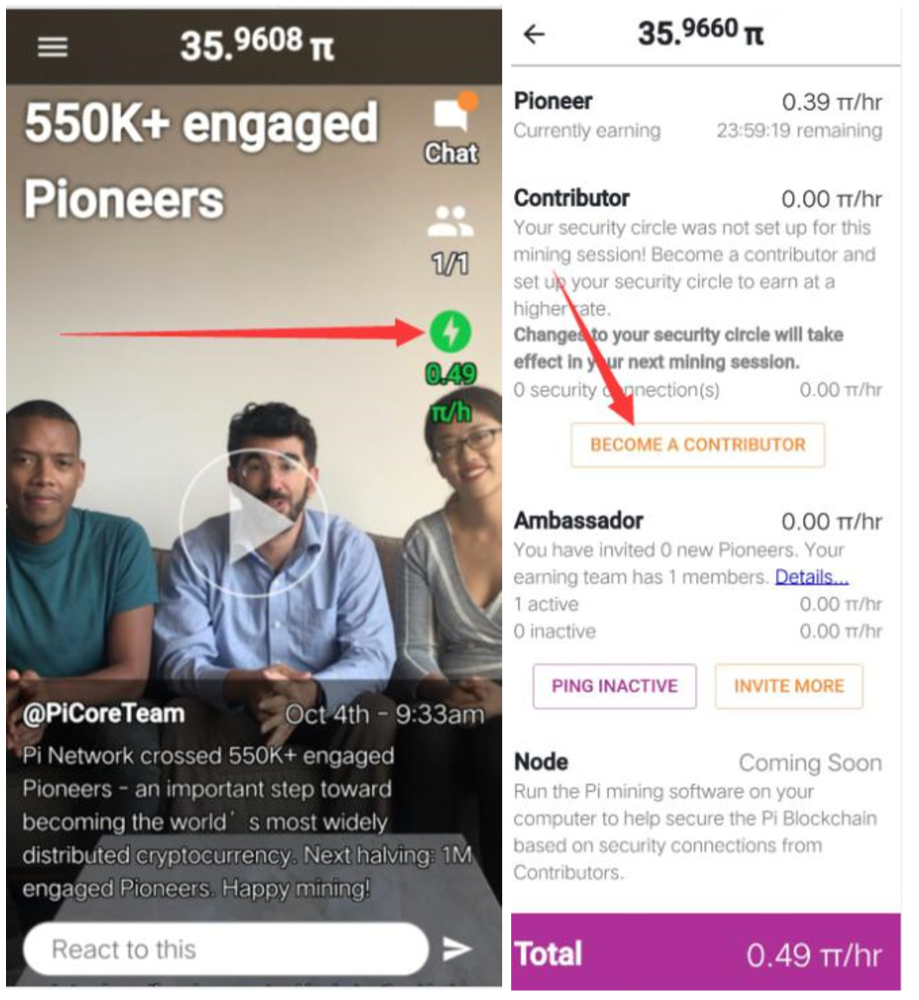 35.9608 π
550K+ engaged
Pioneers
Chat
1/1
0.49
π/h
@PiCoreTeam
Oct 4th - 9:33am
Pi Network crossed 550K+ engaged
Pioneers - an important step toward
becoming the world's most widely
distributed cryptocurrency. Next halving: 1M
engaged Pioneers. Happy mining!
React to this
35.9660 π
Pioneer 0.39 π/hr
Currently earning 23:59:19 remaining
Contributor 0.00 π/hr
Your security circle was not set up for this
mining session! Become a contributor and
set up your security circle to earn at a
higher rate.
Changes to your security circle will take
effect in your next mining session.
0 security connection(s) 0.00 π/hr
BECOME A CONTRIBUTOR
Ambassador 0.00 π/hr
You have invited 0 new Pioneers. Your
earning team has 1 members. Details...
1 active 0.00 π/hr
0 inactive 0.00 π/hr
PING INACTIVE INVITE MORE
Node Coming Soon
Run the Pi mining software on your
computer to help secure the Pi Blockchain
based on security connections from
Contributors.
Total 0.49 π/hr